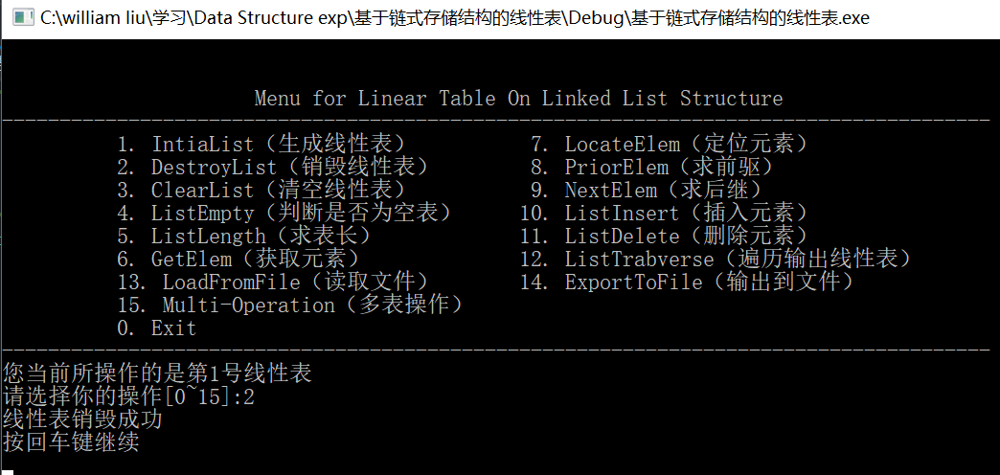 C:\william liu\学习\Data Structure exp\基于链式存储结构的线性表\Debug\基于链式存储结构的线性表.exe
Menu for Linear Table On Linked List Structure
1. IntiaList（生成线性表） 7. LocateElem（定位元素）
2. DestroyList（销毁线性表） 8. PriorElem（求前驱）
3. ClearList（清空线性表） 9. NextElem（求后继）
4. ListEmpty（判断是否为空表） 10. ListInsert（插入元素）
5. ListLength（求表长） 11. ListDelete（删除元素）
6. GetElem（获取元素） 12. ListTrabverse（遍历输出线性表）
13. LoadFromFile（读取文件） 14. ExportToFile（输出到文件）
15. Multi-Operation（多表操作）
0. Exit
您当前所操作的是第1号线性表
请选择你的操作[0~15]:2
线性表销毁成功
按回车键继续